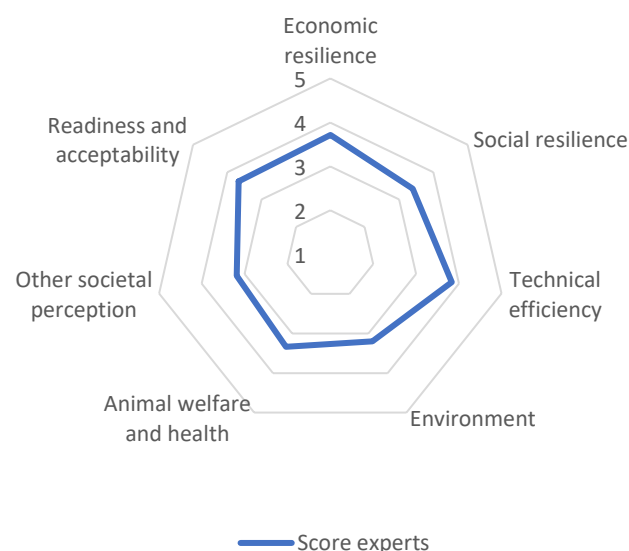 Economic
resilience
5
4
3
2
1
Readiness and
acceptability
Social resilience
Other societal
perception
Technical
efficiency
Animal welfare
and health
Environment
Score experts